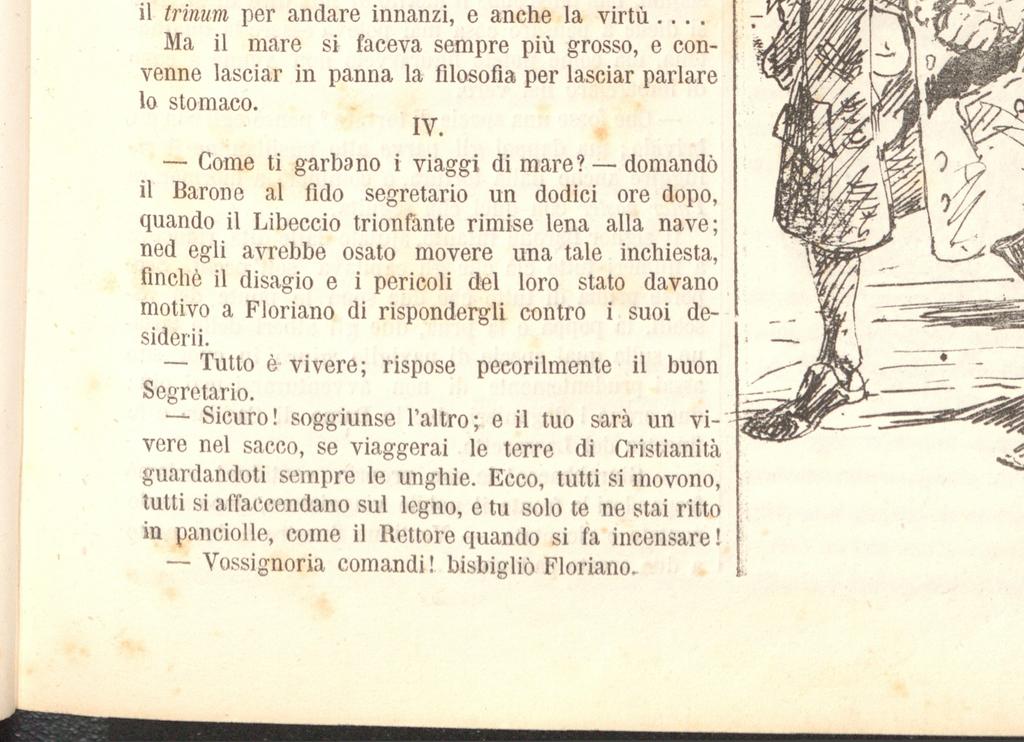 il trinum per andare innanzi, e anche la virtù . . . .
Ma il mare si faceva sempre più grosso, e con-
venne lasciar in panna la filosofia per lasciar parlare
lo stomaco.
IV.
— Come ti garbano i viaggi di mare? — domandò
il Barone al fido segretario un dodici ore dopo,
quando il Libeccio trionfante rimise lena alla nave;
ned egli avrebbe osato movere una tale inchiesta,
finchè il disagio e i pericoli del loro stato davano
motivo a Floriano di rispondergli contro i suoi de-
siderii.
— Tutto è vivere; rispose pecorilmente il buon
Segretario.
— Sicuro! soggiunse l'altro; e il tuo sarà un vi-
vere nel sacco, se viaggerai le terre di Cristianità
guardandoti sempre le unghie. Ecco, tutti si movono,
tutti si affaccendano sul legno, e tu solo te ne stai ritto
in panciolle, come il Rettore quando si fa incensare!
— Vossignoria comandi! bisbigliò Floriano.